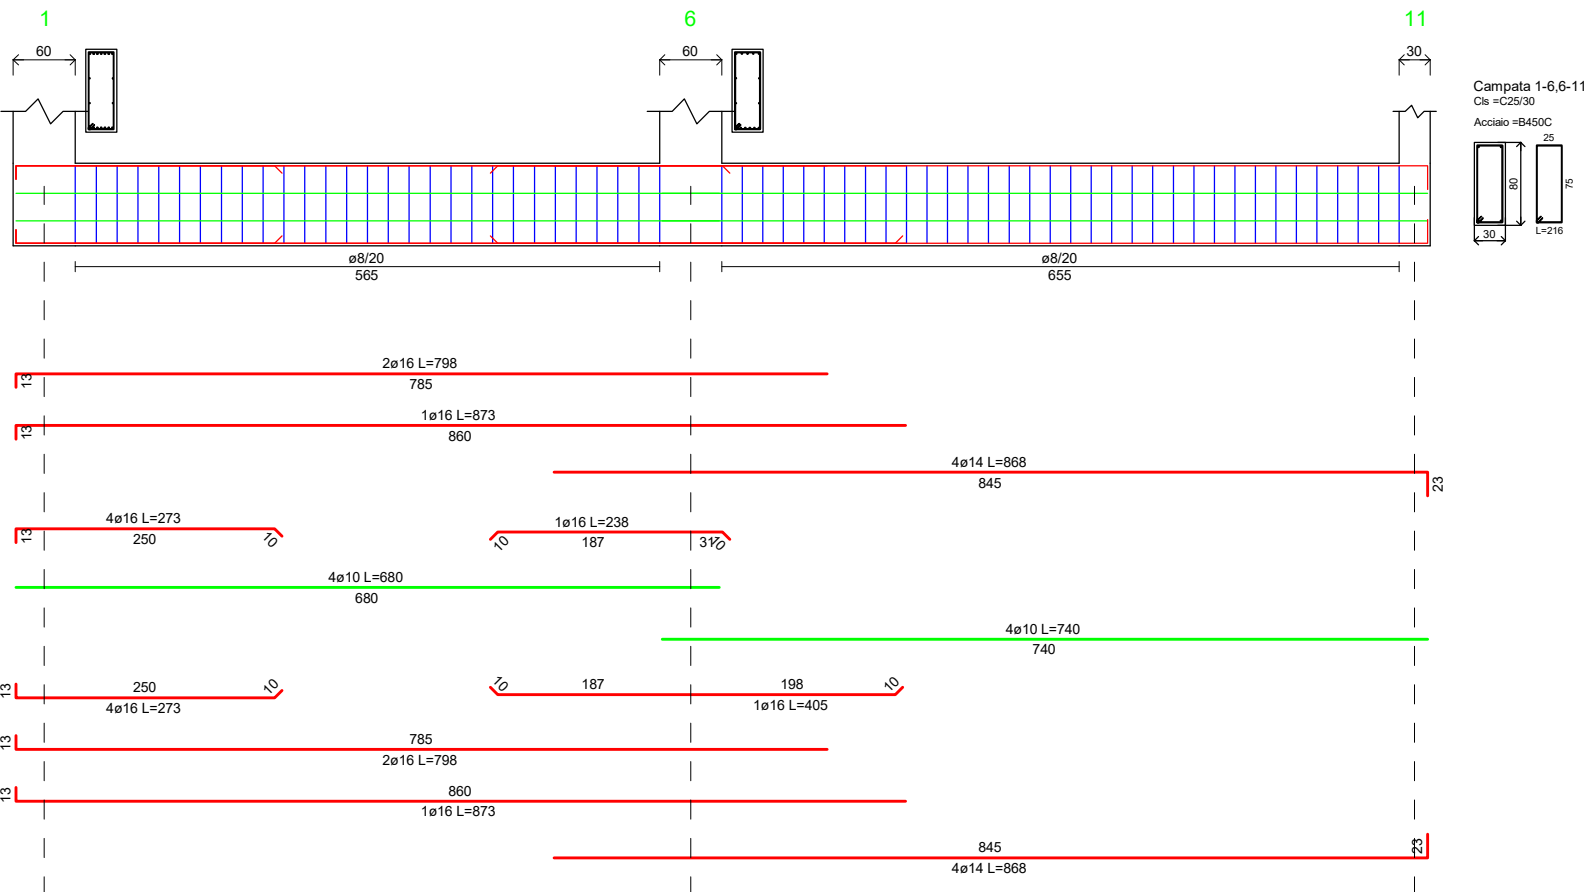 1
6
11
60
60
30
Campata 1-6,6-11
Cls =C25/30
Acciaio =B450C
25
80
75
30
L=216
ø8/20
565
ø8/20
655
2ø16 L=798
13
785
1ø16 L=873
13
860
4ø14 L=868
845
23
4ø16 L=273
13
250
10
1ø16 L=238
10
187
31
10
4ø10 L=680
680
4ø10 L=740
740
13
250
10
4ø16 L=273
10
187
198
10
1ø16 L=405
13
785
2ø16 L=798
13
860
1ø16 L=873
845
23
4ø14 L=868